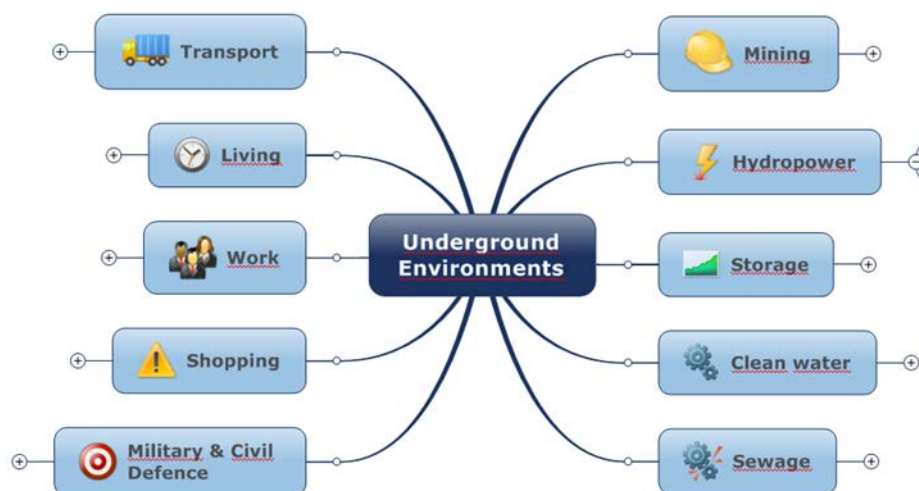 Transport
Living
Work
Shopping
Military & Civil
Defence
Underground
Environments
Mining
Hydropower
Storage
Clean water
Sewage